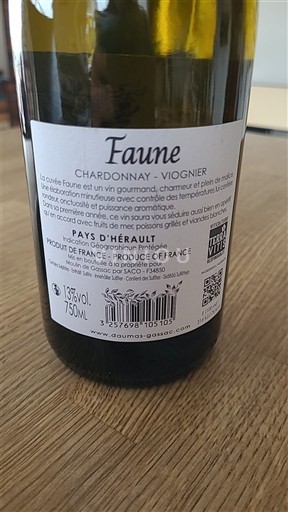 Faune
CHARDONNAY - VIOGNIER
La cuvée Faune est un vin gourmand, charmeur et pleins de malice.
Une élaboration minutieuse avec contrôle des températures lui confère
rondeur, onctuosité et puissance aromatique.
Dans sa première année, ce vin saura vous séduire aussi bien en apéritif
qu'en accord avec fruits de mer, poissons grillés et viandes blanches.
PAYS D'HÉRAULT
Indication Géographique Protégée
PRODUIT DE FRANCE - PRODUCE OF FRANCE
Mis en bouteille à la propriété pour
Moulin de Gassac par SACO - F34850
13%vol.
750ML
3 257698 105105
www.daumas-gassac.com